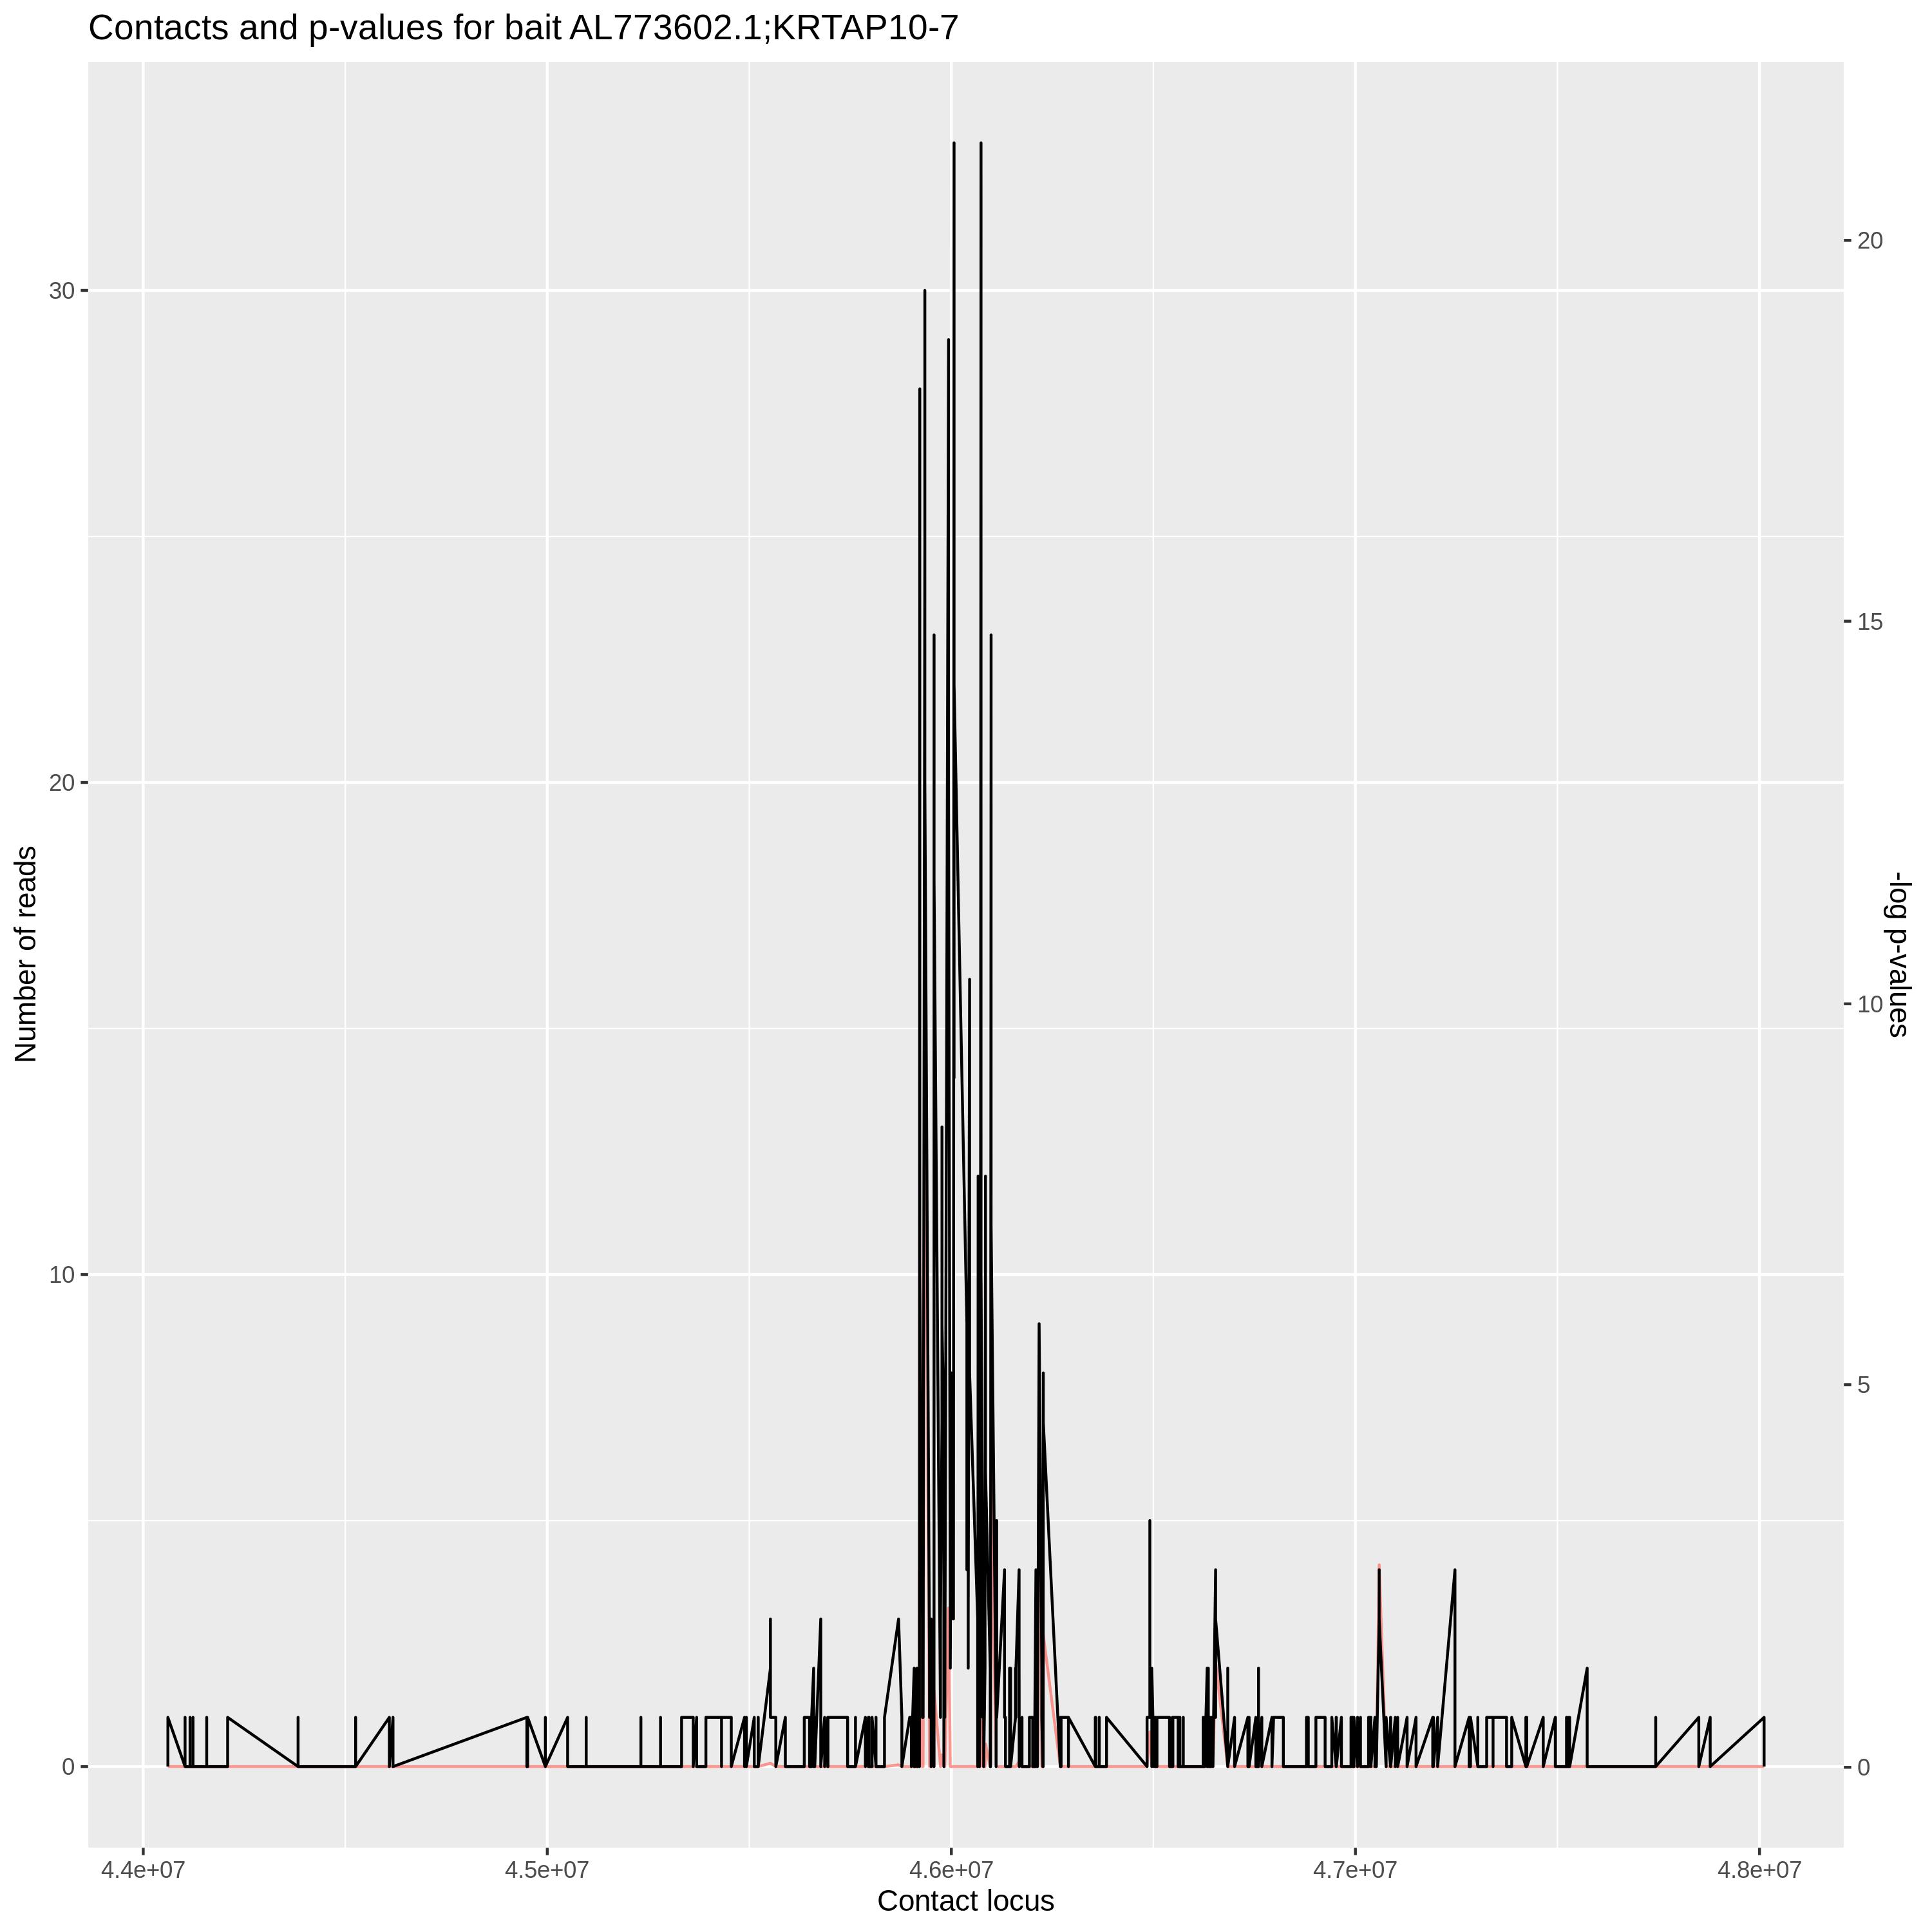 Contacts and p-values for bait AL773602.1;KRTAP10-7
30
20
10
0
Number of reads
20
15
10
5
0
-log p-values
4.4e+07 4.5e+07 4.6e+07 4.7e+07 4.8e+07
Contact locus